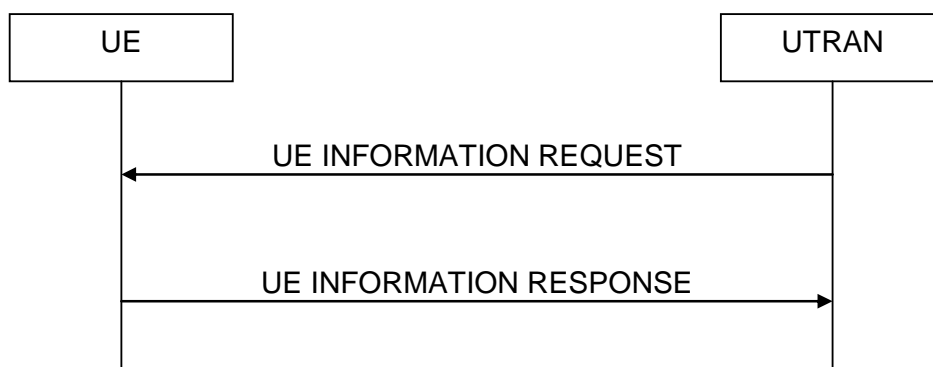 UE
UTRAN
UE INFORMATION REQUEST
UE INFORMATION RESPONSE